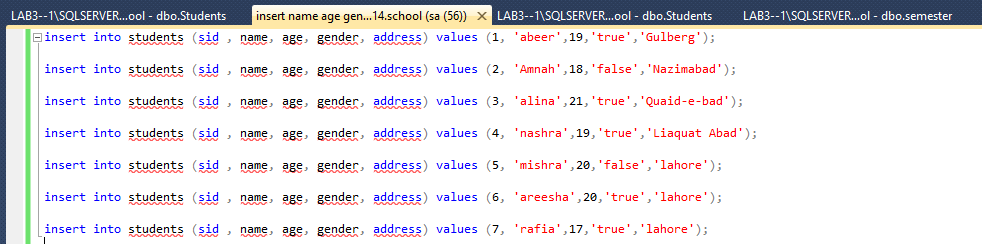 LAB3--1\SQLSERVER...ool - dbo.Students insert name age gen...14.school (sa (56))* LAB3--1\SQLSERVER...ool - dbo.Students LAB3--1\SQLSERVER...ol - dbo.semester
insert into students (sid , name, age, gender, address) values (1, 'abeer',19,'true','Gulberg');
insert into students (sid , name, age, gender, address) values (2, 'Amnah',18,'false','Nazimabad');
insert into students (sid , name, age, gender, address) values (3, 'alina',21,'true','Quaid-e-bad');
insert into students (sid , name, age, gender, address) values (4, 'nashra',19,'true','Liaquat Abad');
insert into students (sid , name, age, gender, address) values (5, 'mishra',20,'false','lahore');
insert into students (sid , name, age, gender, address) values (6, 'areesha',20,'true','lahore');
insert into students (sid , name, age, gender, address) values (7, 'rafia',17,'true','lahore');